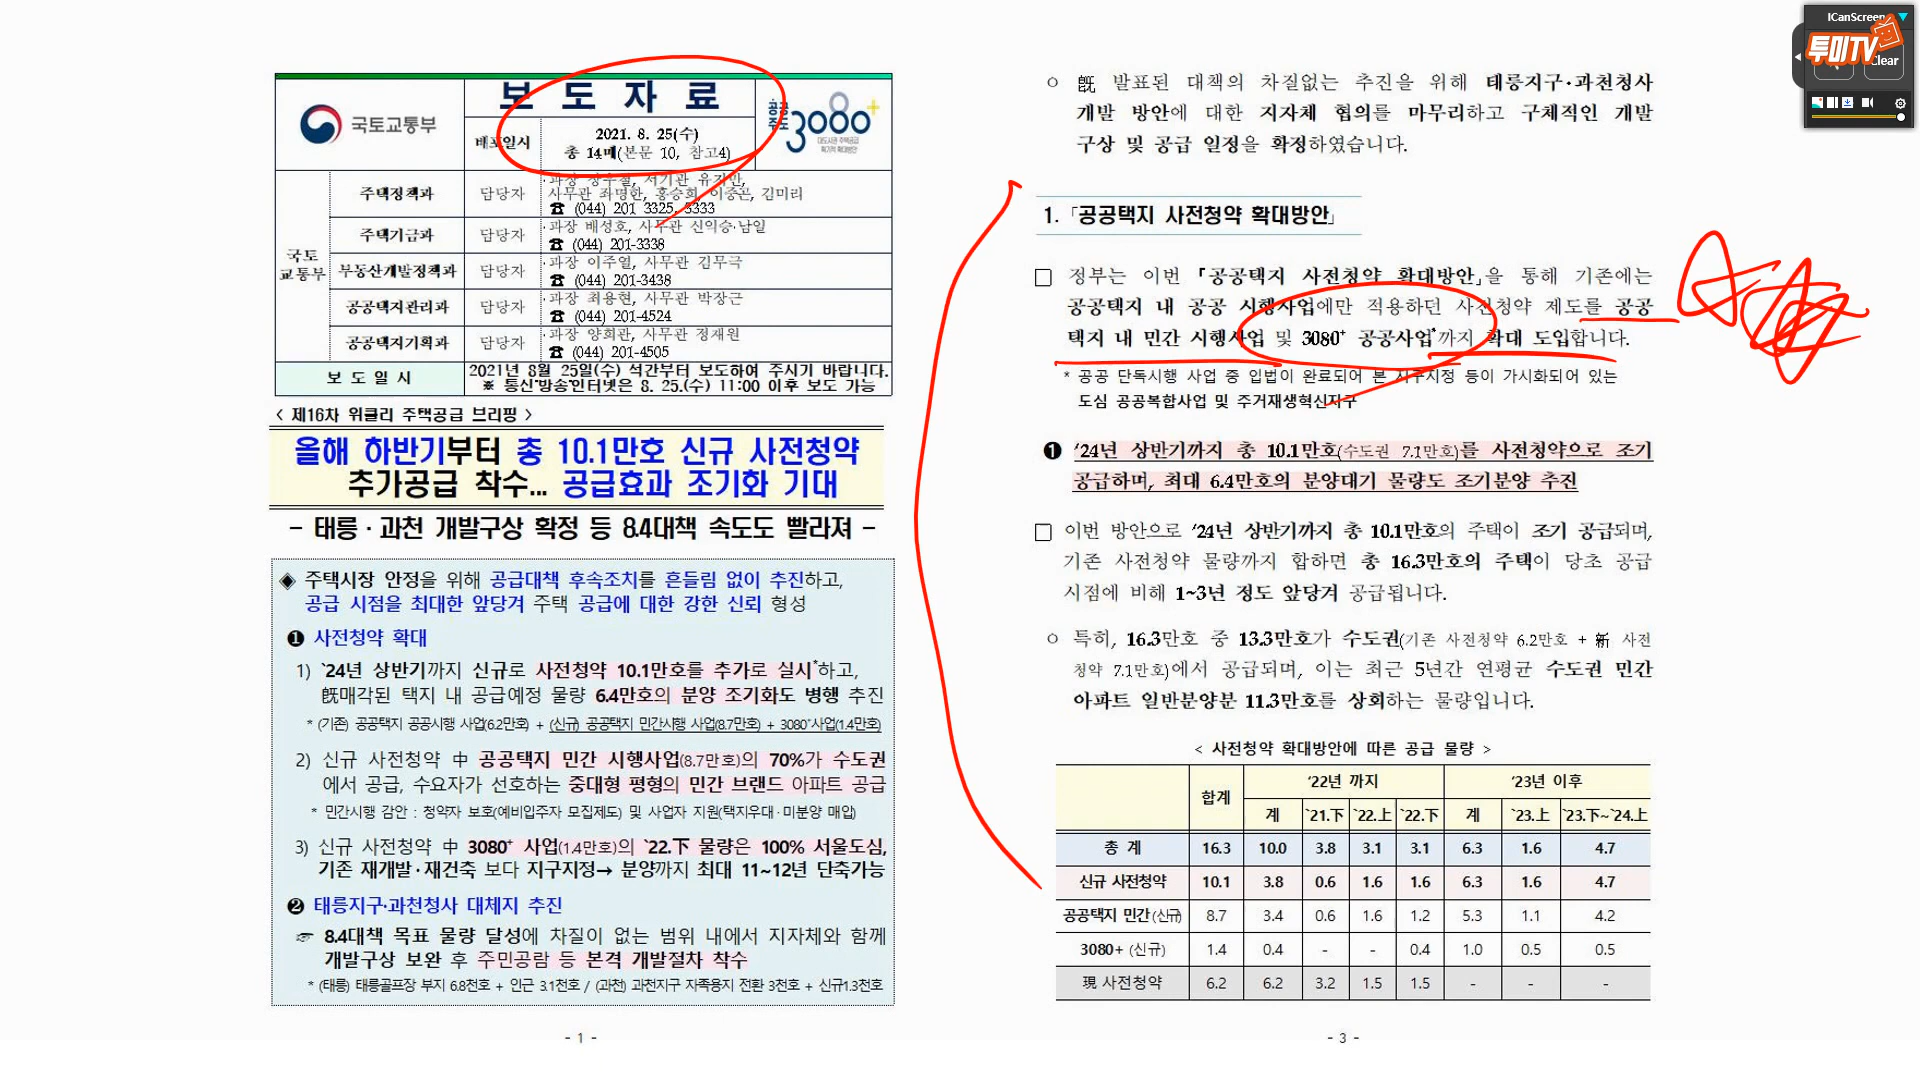 보 도 자 료
국토교통부
배포일시
2021. 8. 25(수)
총 14매(본문 10, 참고4)
공공주도 3080+
대도시권 주택공급
획기적 확대방안
국토
교통부
주택정책과
담당자
·과장 장우철, 서기관 유지만,
사무관 좌명한, 홍승희, 이중곤, 김미리
☎ (044) 201-3325, 3333
주택기금과
담당자
·과장 배성호, 사무관 신익승·남일
☎ (044) 201-3338
부동산개발정책과
담당자
·과장 이주열, 사무관 김무극
☎ (044) 201-3438
공공택지관리과
담당자
·과장 최용현, 사무관 박장근
☎ (044) 201-4524
공공택지기획과
담당자
·과장 양희관, 사무관 정재원
☎ (044) 201-4505
보 도 일 시
2021년 8월 25일(수) 석간부터 보도하여 주시기 바랍니다.
※ 통신·방송·인터넷은 8. 25.(수) 11:00 이후 보도 가능
< 제16차 위클리 주택공급 브리핑 >
올해 하반기부터 총 10.1만호 신규 사전청약
추가공급 착수... 공급효과 조기화 기대
- 태릉·과천 개발구상 확정 등 8.4대책 속도도 빨라져 -
◈ 주택시장 안정을 위해 공급대책 후속조치를 흔들림 없이 추진하고,
공급 시점을 최대한 앞당겨 주택 공급에 대한 강한 신뢰 형성
❶ 사전청약 확대
1) `24년 상반기까지 신규로 사전청약 10.1만호를 추가로 실시*하고,
旣매각된 택지 내 공급예정 물량 6.4만호의 분양 조기화도 병행 추진
* (기존) 공공택지 공공시행 사업(6.2만호) + (신규) 공공택지 민간시행 사업(8.7만호) + 3080+사업(1.4만호)
2) 신규 사전청약 中 공공택지 민간 시행사업(8.7만호)의 70%가 수도권
에서 공급, 수요자가 선호하는 중대형 평형의 민간 브랜드 아파트 공급
* 민간시행 감안 : 청약자 보호(예비입주자 모집제도) 및 사업자 지원(택지우대·미분양 매입)
3) 신규 사전청약 中 3080+ 사업(1.4만호)의 `22.下 물량은 100% 서울도심,
기존 재개발·재건축 보다 지구지정→ 분양까지 최대 11~12년 단축가능
❷ 태릉지구·과천청사 대체지 추진
☞ 8.4대책 목표 물량 달성에 차질이 없는 범위 내에서 지자체와 함께
개발구상 보완 후 주민공람 등 본격 개발절차 착수
* (태릉) 태릉골프장 부지 6.8천호 + 인근 3.1천호 / (과천) 과천지구 자족용지 전환 3천호 + 신규1.3천호
- 1 -
○ 旣 발표된 대책의 차질없는 추진을 위해 태릉지구·과천청사
개발 방안에 대한 지자체 협의를 마무리하고 구체적인 개발
구상 및 공급 일정을 확정하였습니다.
1.「공공택지 사전청약 확대방안」
□ 정부는 이번 「공공택지 사전청약 확대방안」을 통해 기존에는
공공택지 내 공공 시행사업에만 적용하던 사전청약 제도를 공공
택지 내 민간 시행사업 및 3080+ 공공사업*까지 확대 도입합니다.
* 공공 단독시행 사업 중 입법이 완료되어 본 지구지정 등이 가시화되어 있는
도심 공공복합사업 및 주거재생혁신지구
❶ '24년 상반기까지 총 10.1만호(수도권 7.1만호)를 사전청약으로 조기
공급하며, 최대 6.4만호의 분양대기 물량도 조기분양 추진
□ 이번 방안으로 '24년 상반기까지 총 10.1만호의 주택이 조기 공급되며,
기존 사전청약 물량까지 합하면 총 16.3만호의 주택이 당초 공급
시점에 비해 1~3년 정도 앞당겨 공급됩니다.
○ 특히, 16.3만호 중 13.3만호가 수도권(기존 사전청약 6.2만호 + 新 사전
청약 7.1만호)에서 공급되며, 이는 최근 5년간 연평균 수도권 민간
아파트 일반분양분 11.3만호를 상회하는 물량입니다.
< 사전청약 확대방안에 따른 공급 물량 >
합계 '22년 까지 '23년 이후
계 `21.下 `22.上 `22.下 계 `23.上 `23.下~`24.上
총 계 16.3 10.0 3.8 3.1 3.1 6.3 1.6 4.7
신규 사전청약 10.1 3.8 0.6 1.6 1.6 6.3 1.6 4.7
공공택지 민간(신규) 8.7 3.4 0.6 1.6 1.2 5.3 1.1 4.2
3080+ (신규) 1.4 0.4 - - 0.4 1.0 0.5 0.5
現 사전청약 6.2 6.2 3.2 1.5 1.5 - - -
- 3 -
ICanScreen
투미TV
Clear